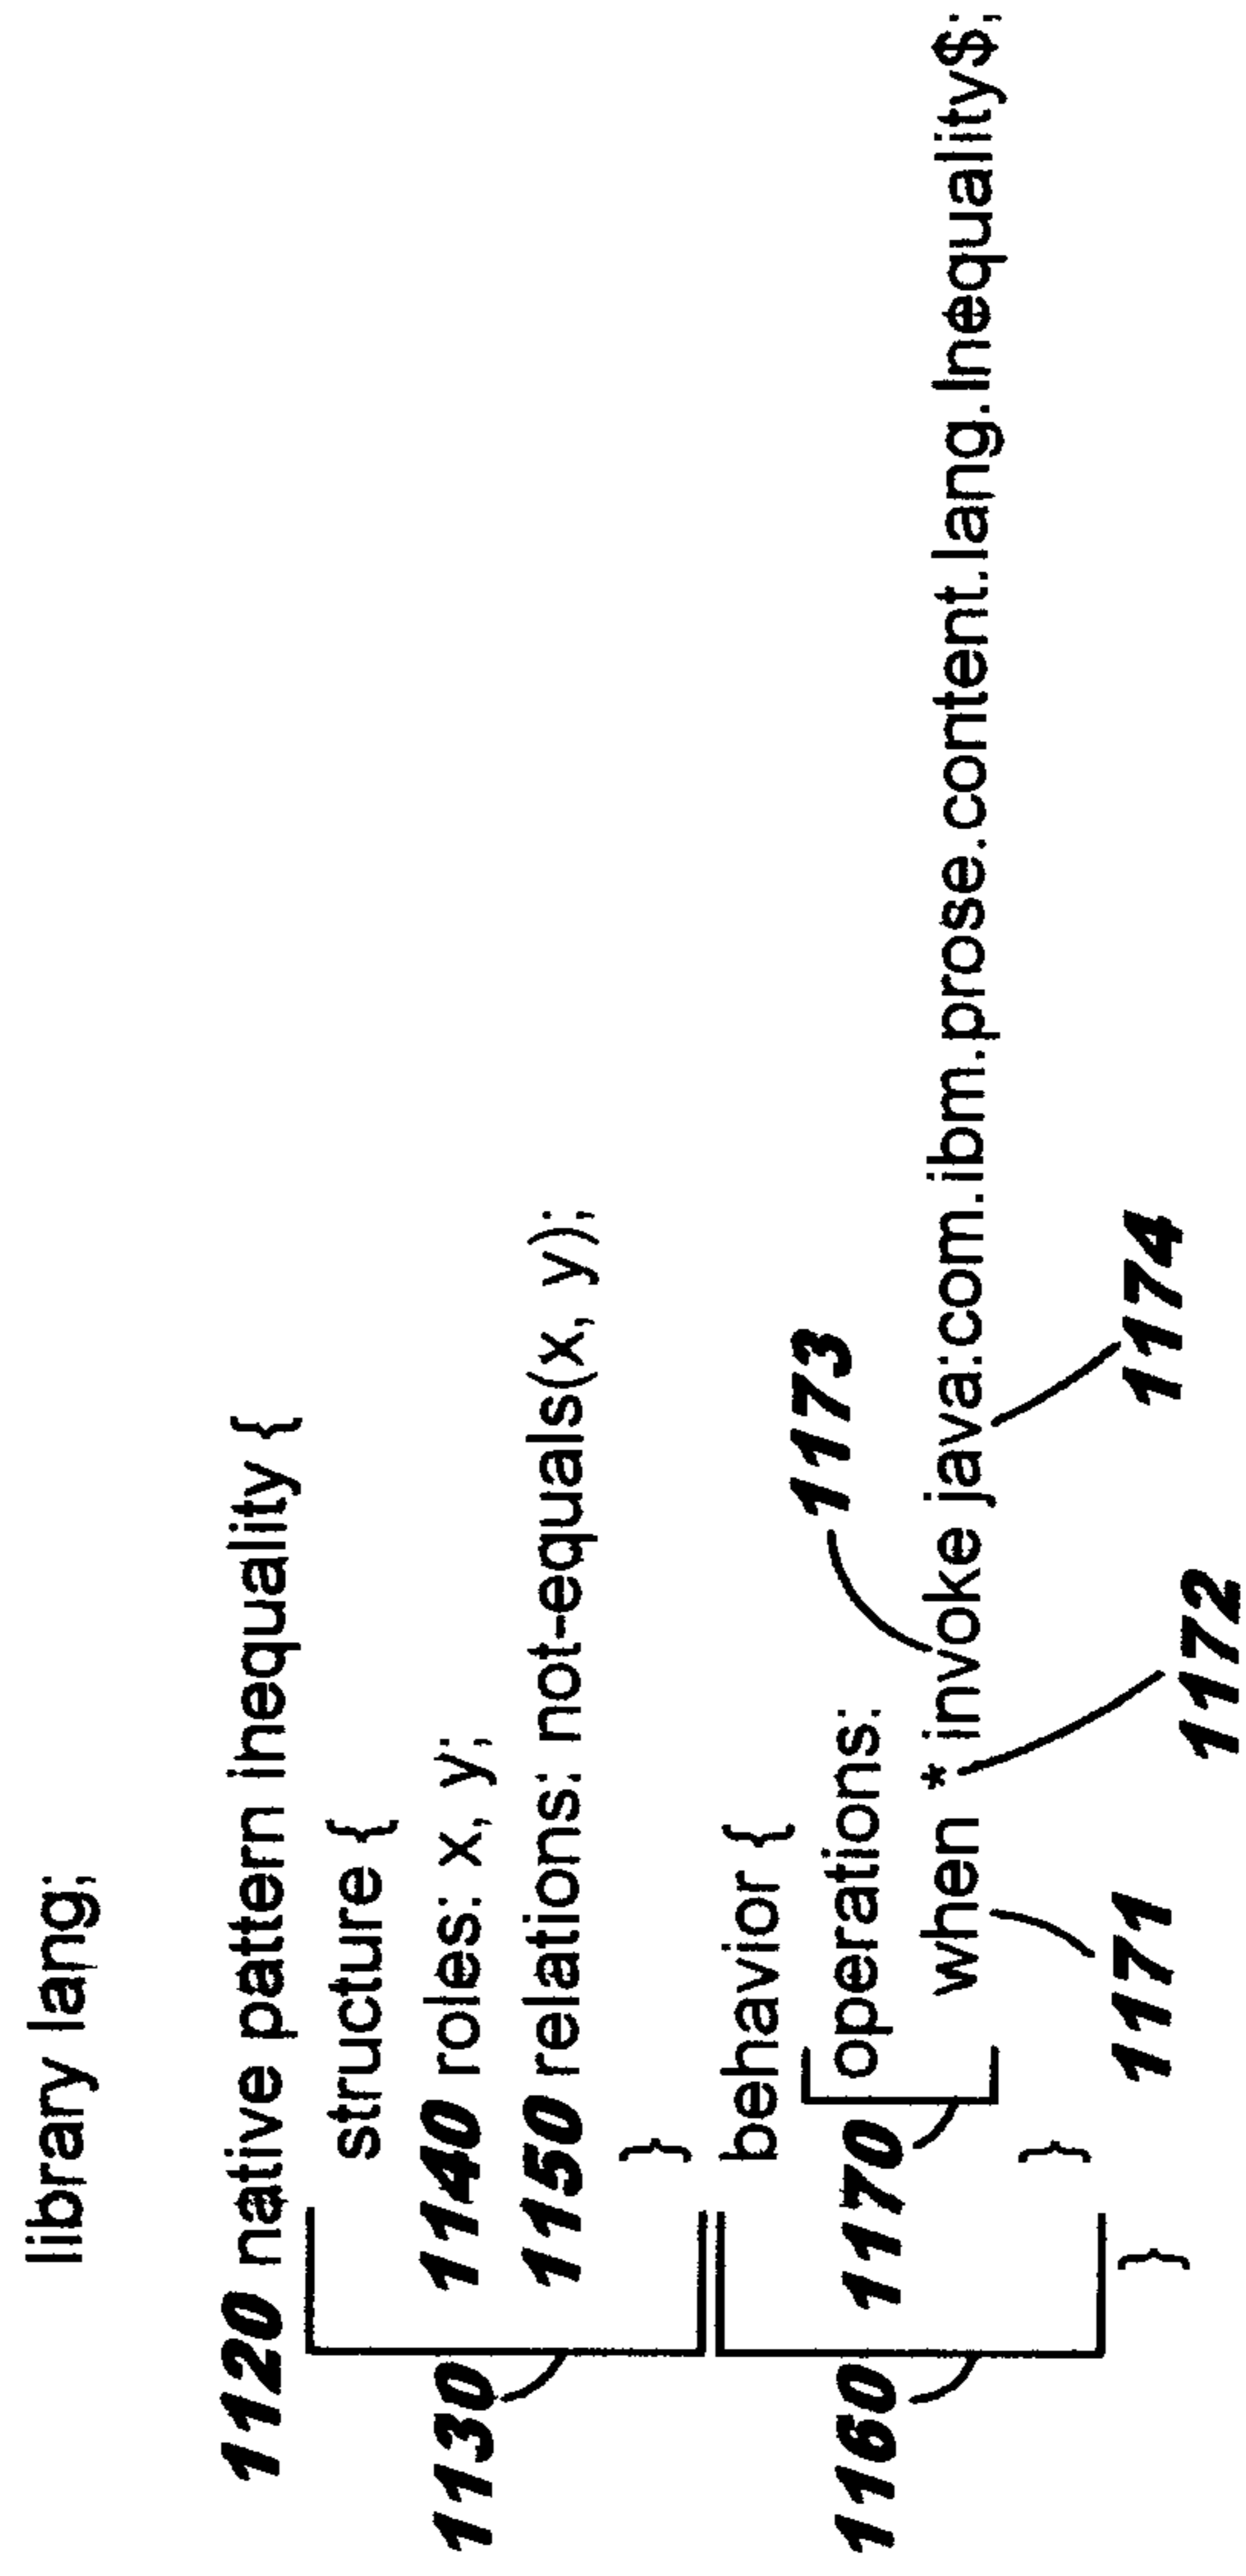 library lang;
1120 native pattern inequality {
structure {
1130
1140 roles: x, y;
1150 relations: not-equals(x, y);
}
behavior {
1173
1160 1170 operations:
when * invoke java:com.ibm.prose.content.lang.Inequality$;
}
1171 1172 1174
}